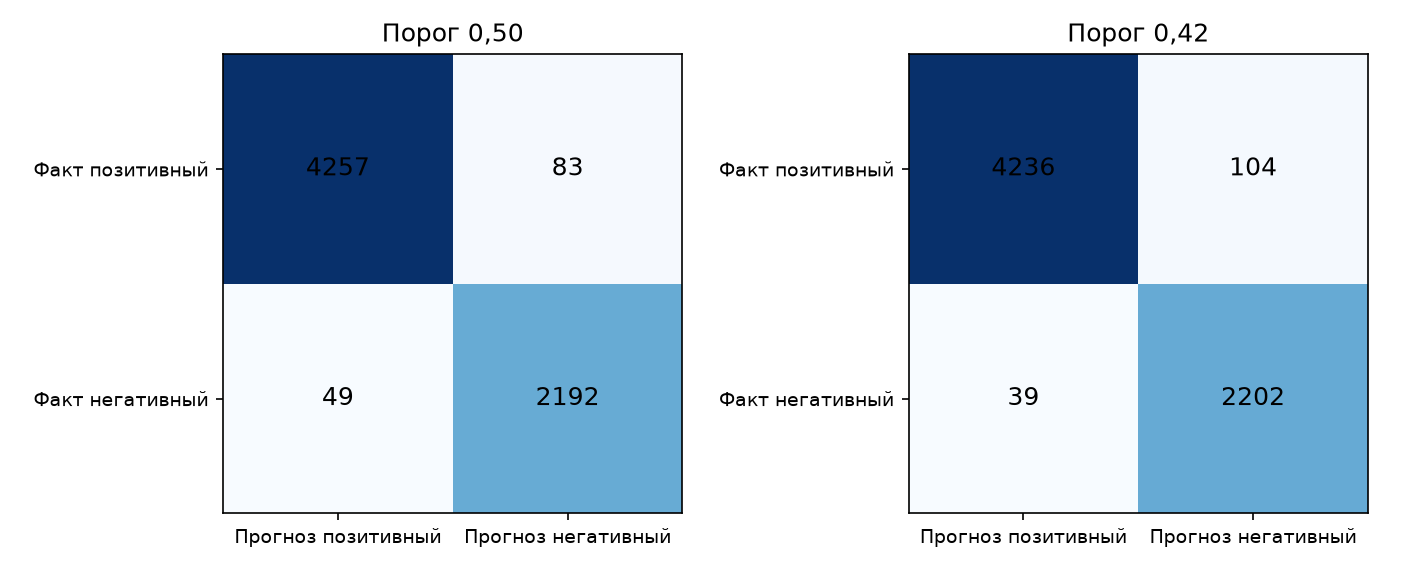 Порог 0,50
Факт позитивный
4257
83
Факт негативный
49
2192
Прогноз позитивный
Прогноз негативный
Порог 0,42
Факт позитивный
4236
104
Факт негативный
39
2202
Прогноз позитивный
Прогноз негативный